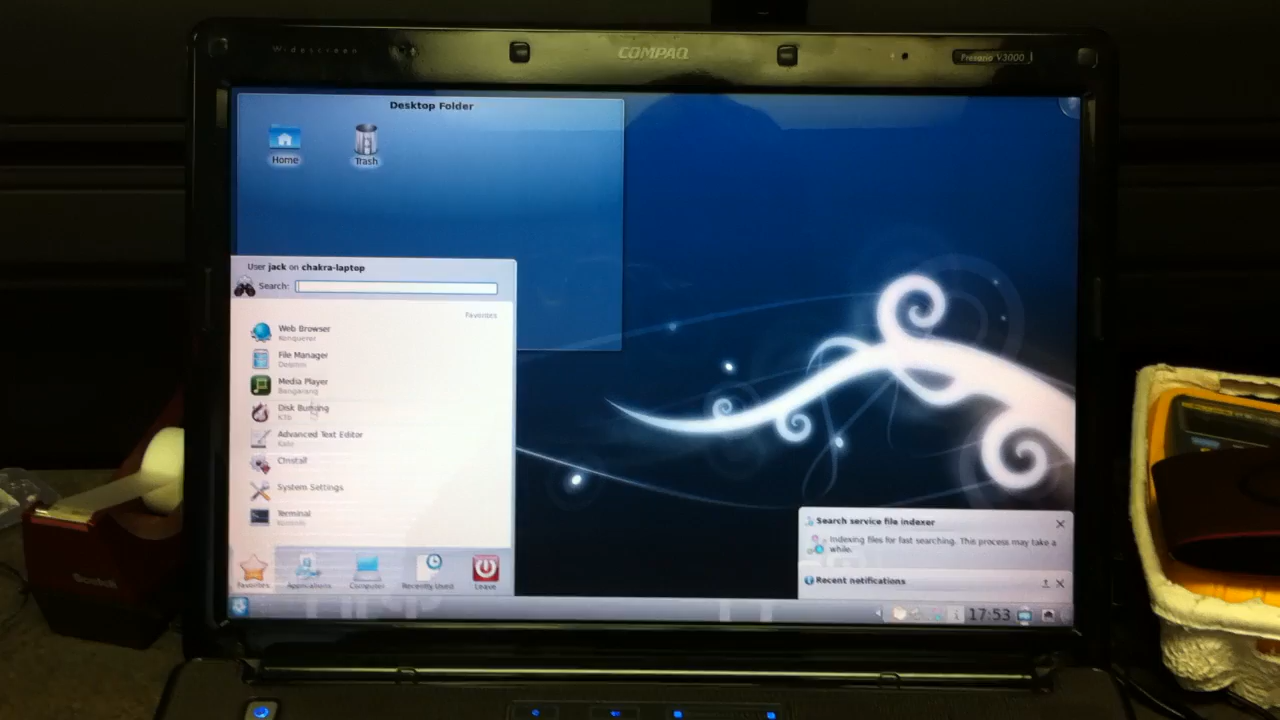 Widescreen
COMPAQ
Presario V3000
Desktop Folder
Home
Trash
User jack on chakra-laptop
Search:
Favorites
Web Browser
Konqueror
File Manager
Dolphin
Media Player
Bangarang
Disk Burning
K3b
Advanced Text Editor
Kate
CInstall
System Settings
Terminal
Konsole
Favorites
Applications
Computer
Recently Used
Leave
Search service file indexer
Indexing files for fast searching. This process may take a
while.
Recent notifications
17:53
Scotch